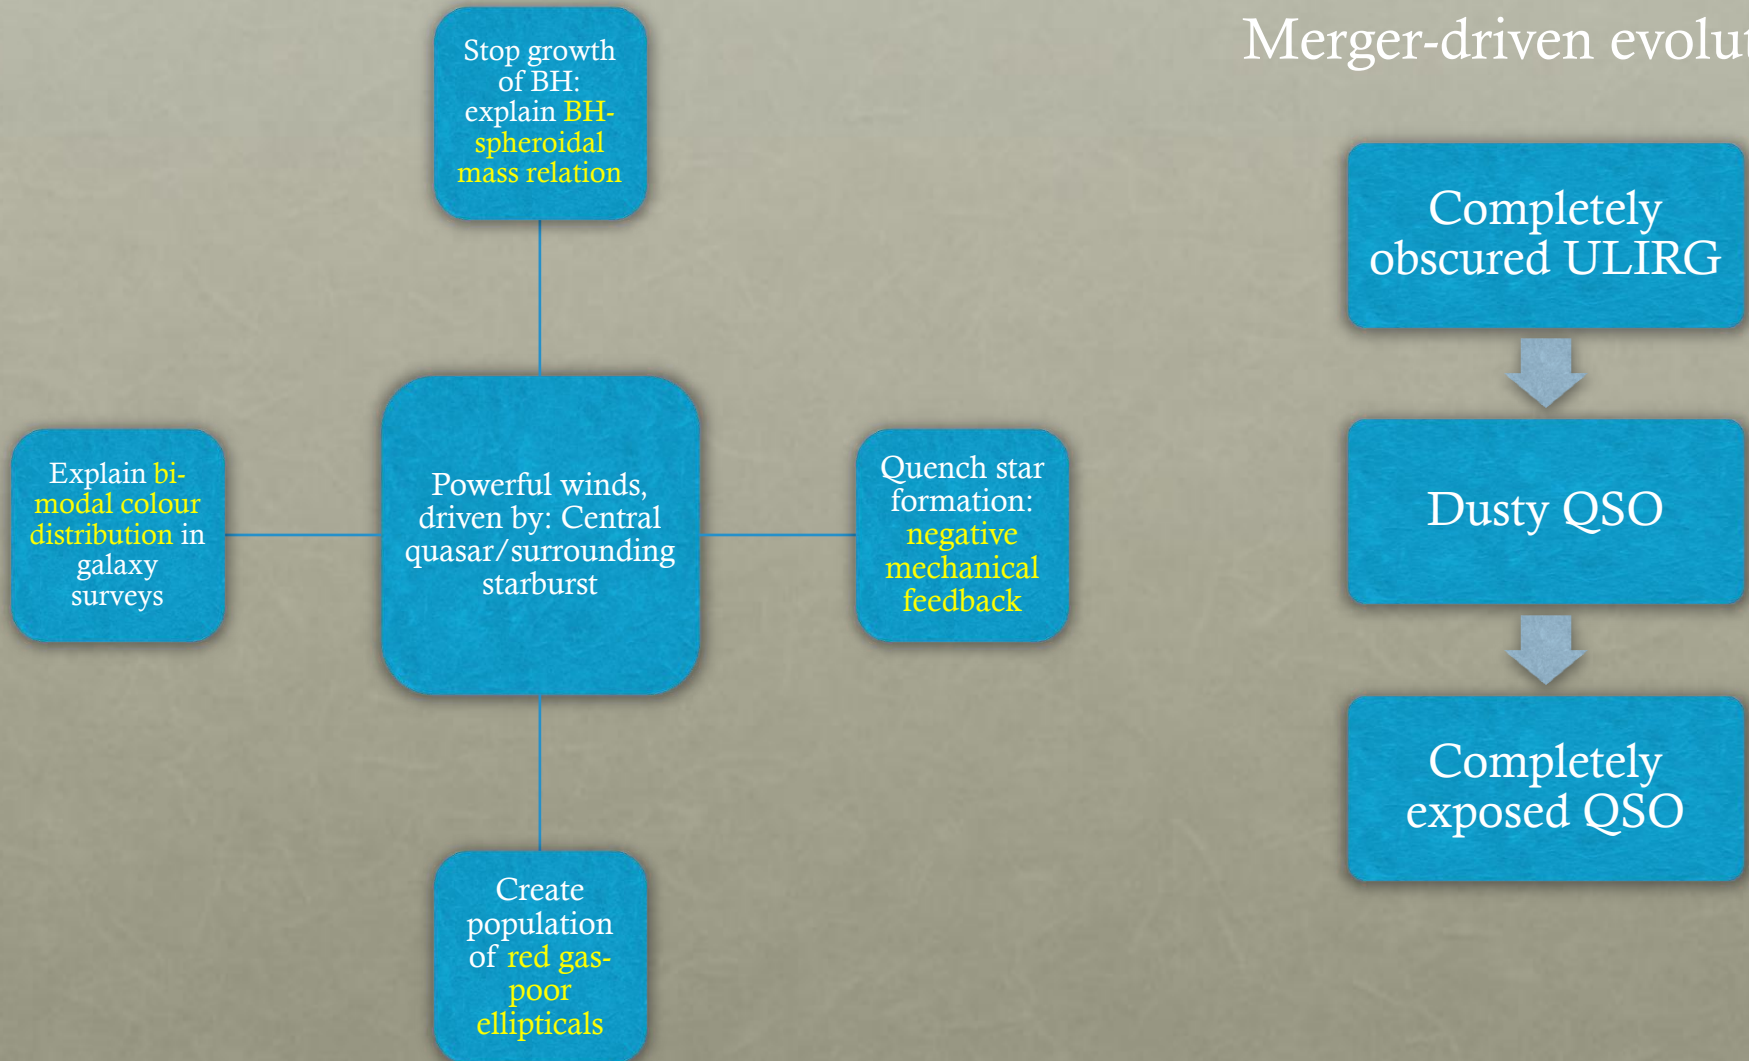 Merger-driven evolut
Stop growth
of BH:
explain BH-
spheroidal
mass relation
Explain bi-
modal colour
distribution in
galaxy
surveys
Powerful winds,
driven by: Central
quasar/surrounding
starburst
Quench star
formation:
negative
mechanical
feedback
Create
population
of red gas-
poor
ellipticals
Completely
obscured ULIRG
Dusty QSO
Completely
exposed QSO